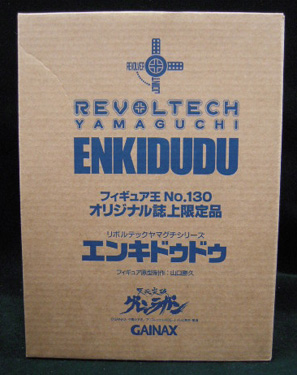 REVOLVER
JOINT
REVOLTECH
YAMAGUCHI
ENKIDUDU
フィギュア王 No.130
オリジナル誌上限定品
リボルテックヤマグチシリーズ
エンキドゥドゥ
フィギュア原型制作:山口勝久
天元突破
グレンラガン
GAINAX